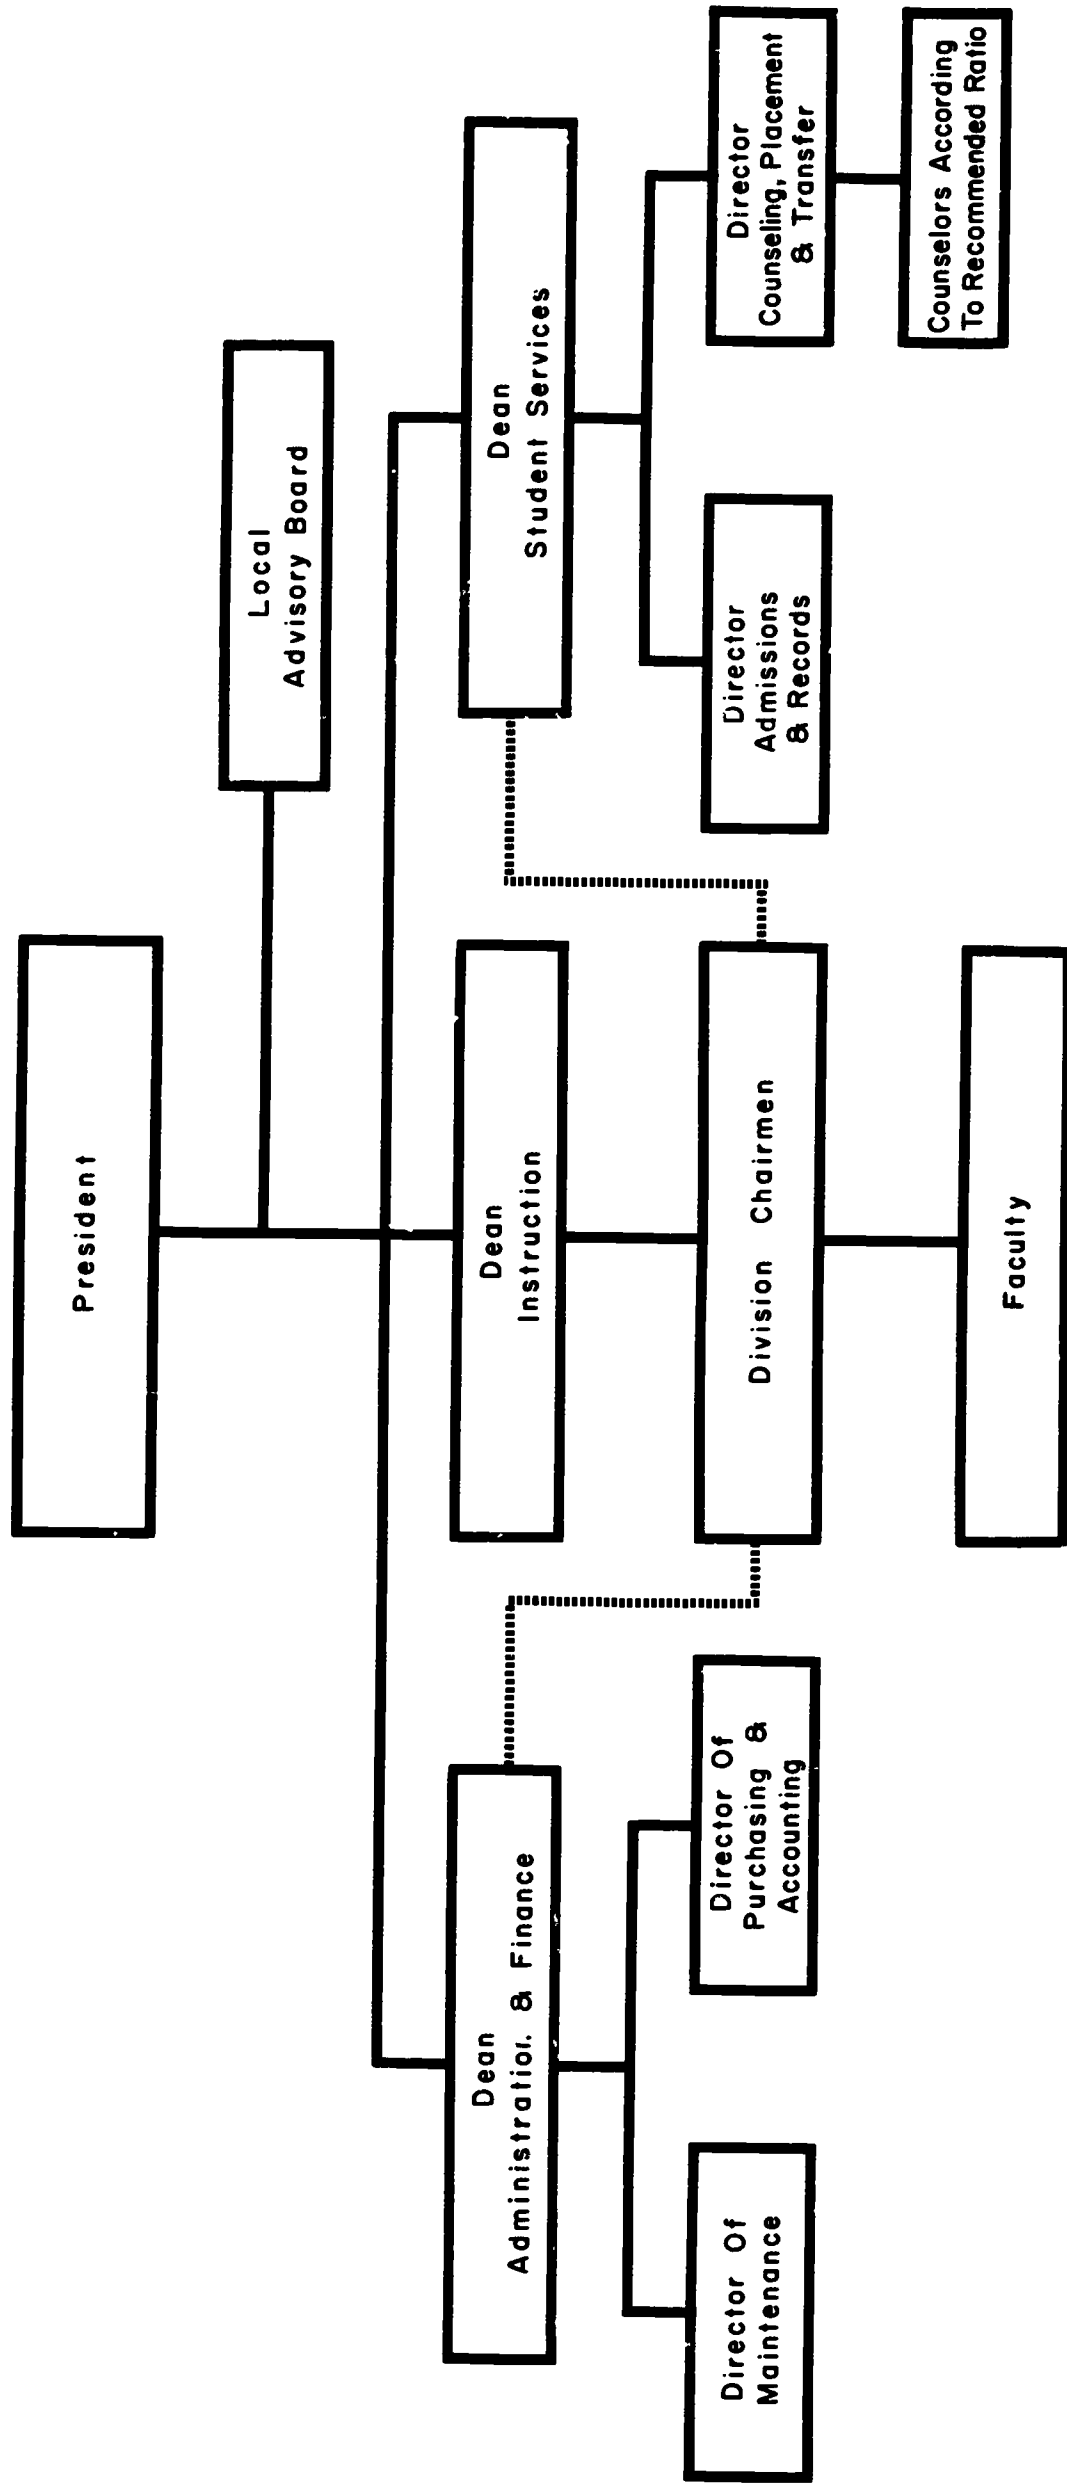 President
Local
Advisory Board
Dean
Administration & Finance
Dean
Instruction
Dean
Student Services
Director Of
Maintenance
Director Of
Purchasing &
Accounting
Division Chairmen
Director
Admissions
& Records
Director
Counseling, Placement
& Transfer
Faculty
Counselors According
To Recommended Ratio